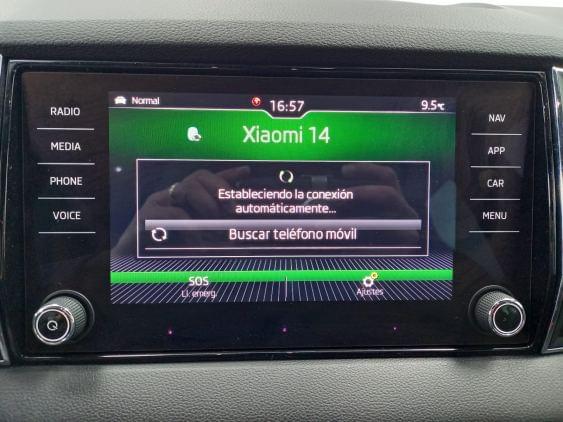 Normal
16:57
9.5°C
Xiaomi 14
Estableciendo la conexión
automáticamente...
Buscar teléfono móvil
SOS
Ll. emerg.
Ajustes
RADIO
MEDIA
PHONE
VOICE
NAV
APP
CAR
MENU